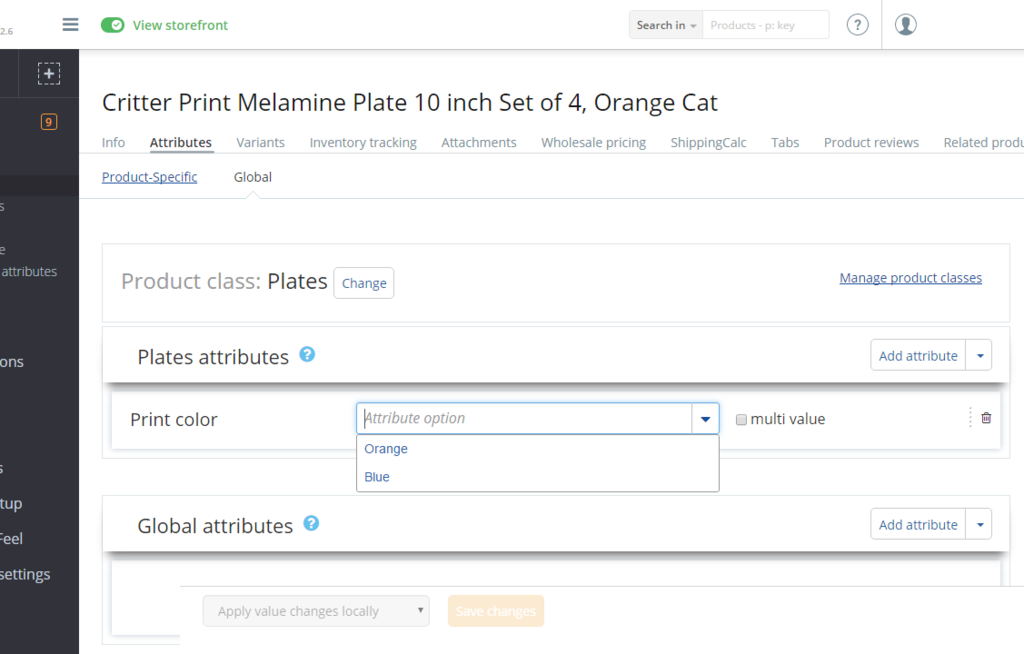 2.6
View storefront
Search in
Products - p: key
?
9
Critter Print Melamine Plate 10 inch Set of 4, Orange Cat
Info Attributes Variants Inventory tracking Attachments Wholesale pricing ShippingCalc Tabs Product reviews Related produ
Product-Specific Global
s
e
attributes
ons
s
tup
Feel
settings
Product class: Plates Change
Manage product classes
Plates attributes ?
Add attribute
Print color
Attribute option
multi value
Orange
Blue
Global attributes ?
Add attribute
Apply value changes locally
Save changes